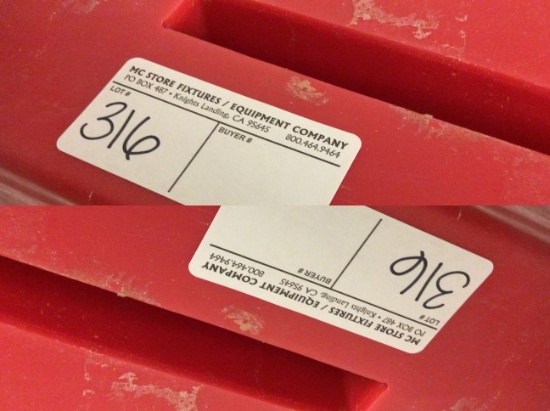 MC STORE FIXTURES / EQUIPMENT COMPANY
PO BOX 487 • Knights Landing, CA 95645 800.464.9464
LOT # BUYER #
316
MC STORE FIXTURES / EQUIPMENT COMPANY
PO BOX 487 • Knights Landing, CA 95645 800.464.9464
LOT # BUYER #
316